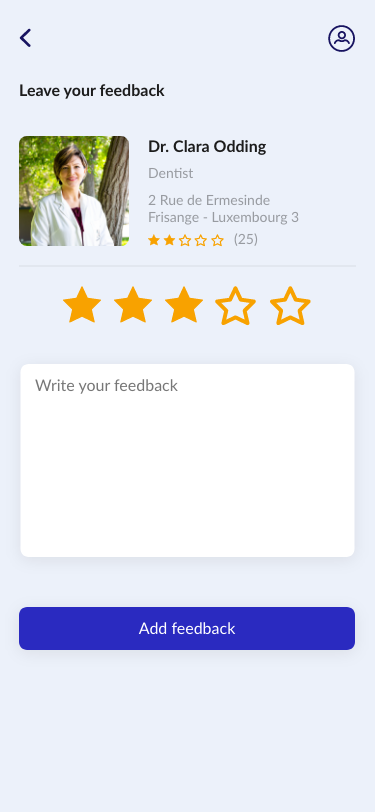 Leave your feedback
Dr. Clara Odding
Dentist
2 Rue de Ermesinde
Frisange - Luxembourg 3
(25)
Write your feedback
Add feedback